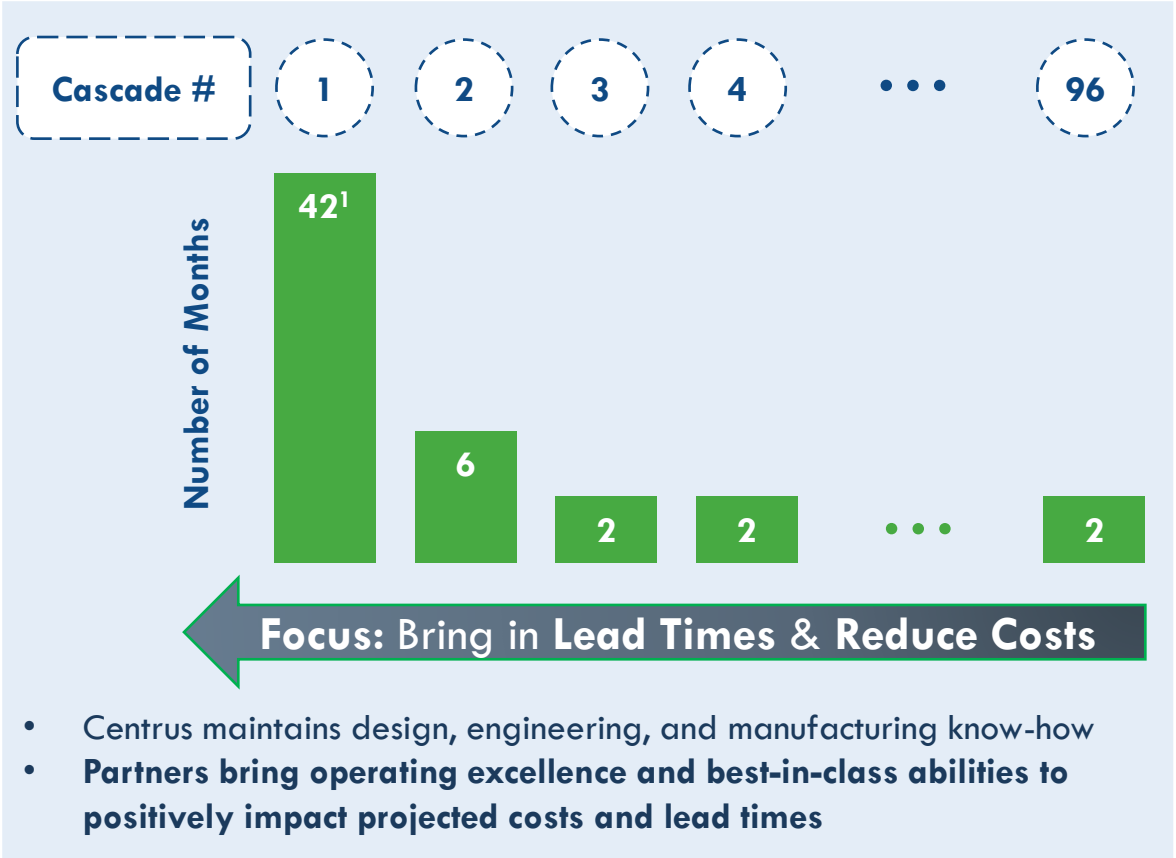 Cascade # 1 2 3 4 • • • 96
Number of Months
42¹
6
2 2 • • • 2
Focus: Bring in Lead Times & Reduce Costs
• Centrus maintains design, engineering, and manufacturing know-how
• Partners bring operating excellence and best-in-class abilities to
positively impact projected costs and lead times